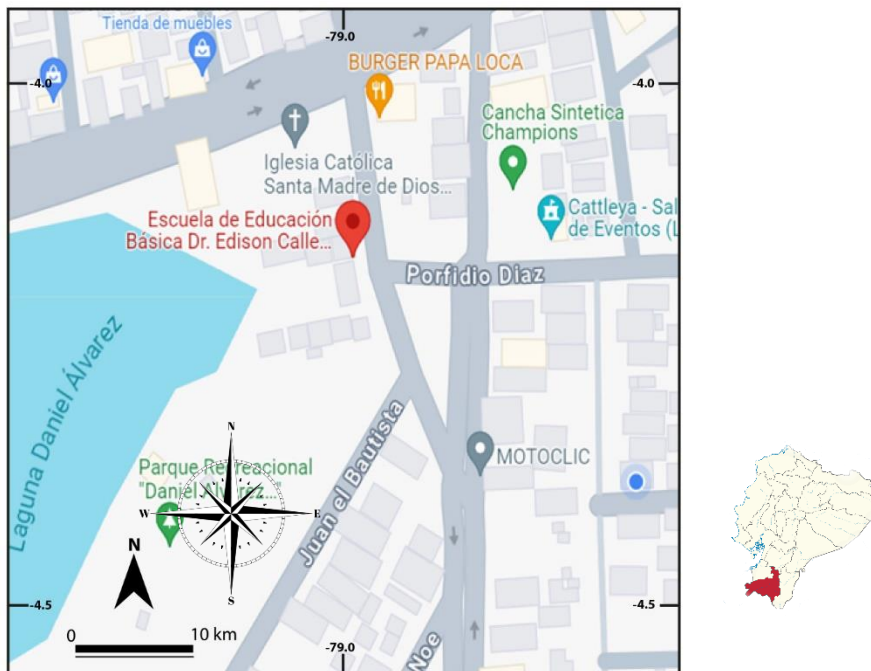 Tienda de muebles
-79.0
-4.0
-4.0
BURGER PAPA LOCA
Cancha Sintetica
Champions
Iglesia Católica
Santa Madre de Dios...
Escuela de Educación
Básica Dr. Edison Calle...
Cattleya - Sal
de Eventos (L
Porfidio Diaz
Laguna Daniel Álvarez
Juan el Bautista
MOTOCLIC
Parque Recreacional
"Daniel Álvarez..."
N
W
E
S
N
-4.5
-4.5
0
10 km
-79.0
Noe